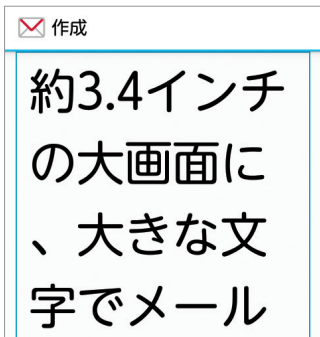 作成
約3.4インチ
の大画面に
、大きな文
字でメール